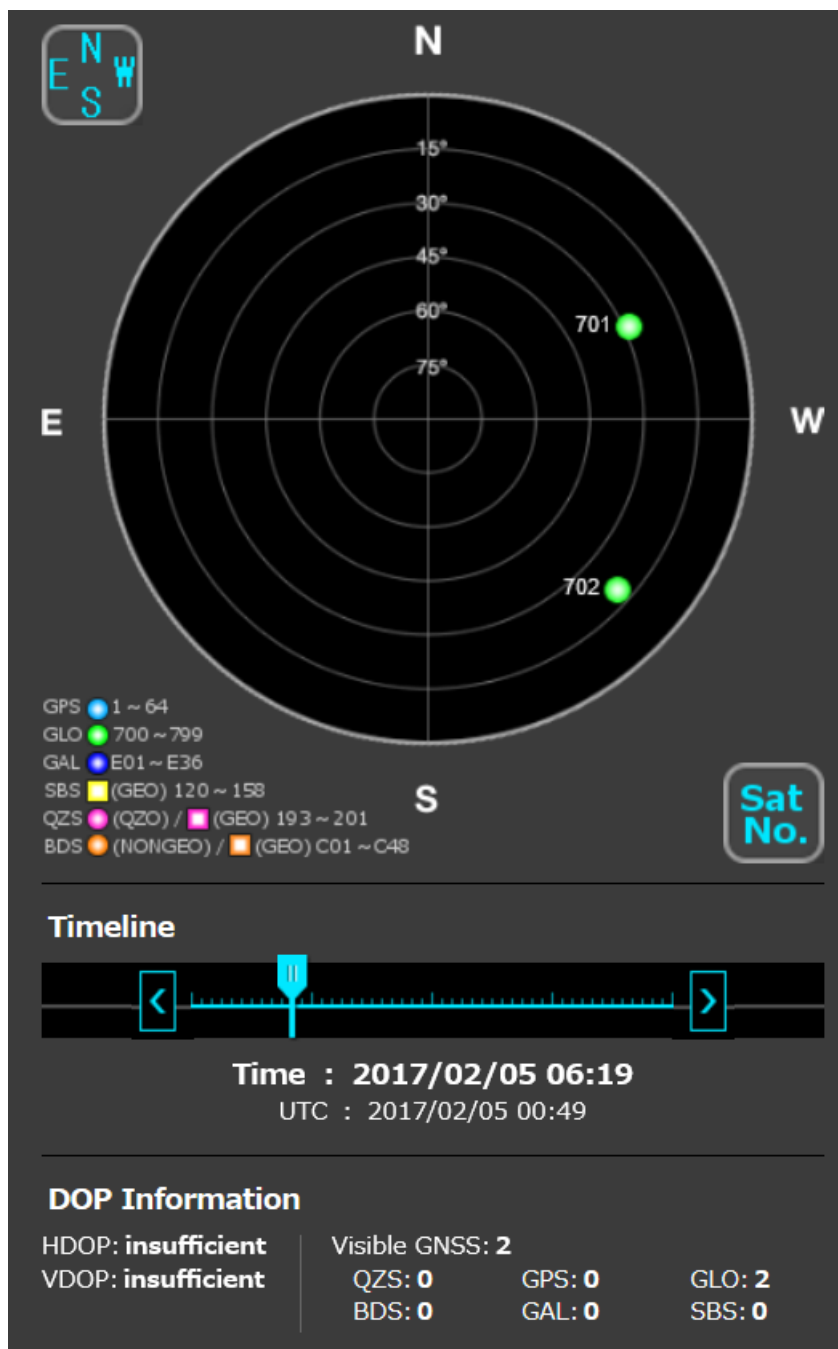 N
E W
S
N
15°
30°
45°
60°
75°
701
E
W
702
GPS 1 ~ 64
GLO 700 ~ 799
GAL E01 ~ E36
SBS (GEO) 120 ~ 158
QZS (QZO) / (GEO) 193 ~ 201
BDS (NONGEO) / (GEO) C01 ~ C48
S
Sat
No.
Timeline
< >
Time : 2017/02/05 06:19
UTC : 2017/02/05 00:49
DOP Information
HDOP: insufficient Visible GNSS: 2
VDOP: insufficient QZS: 0 GPS: 0 GLO: 2
BDS: 0 GAL: 0 SBS: 0